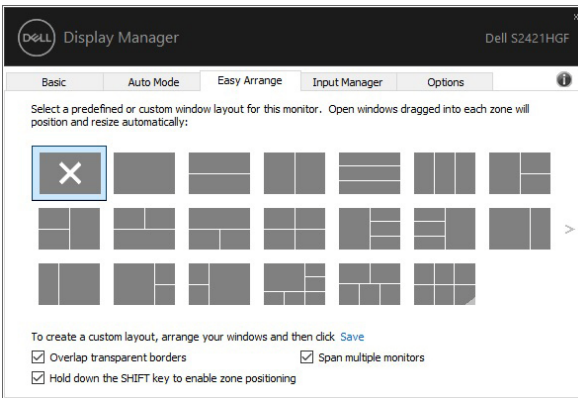 DELL Display Manager Dell S2421HGF
Basic Auto Mode Easy Arrange Input Manager Options
Select a predefined or custom window layout for this monitor. Open windows dragged into each zone will
position and resize automatically:
To create a custom layout, arrange your windows and then click Save
Overlap transparent borders Span multiple monitors
Hold down the SHIFT key to enable zone positioning